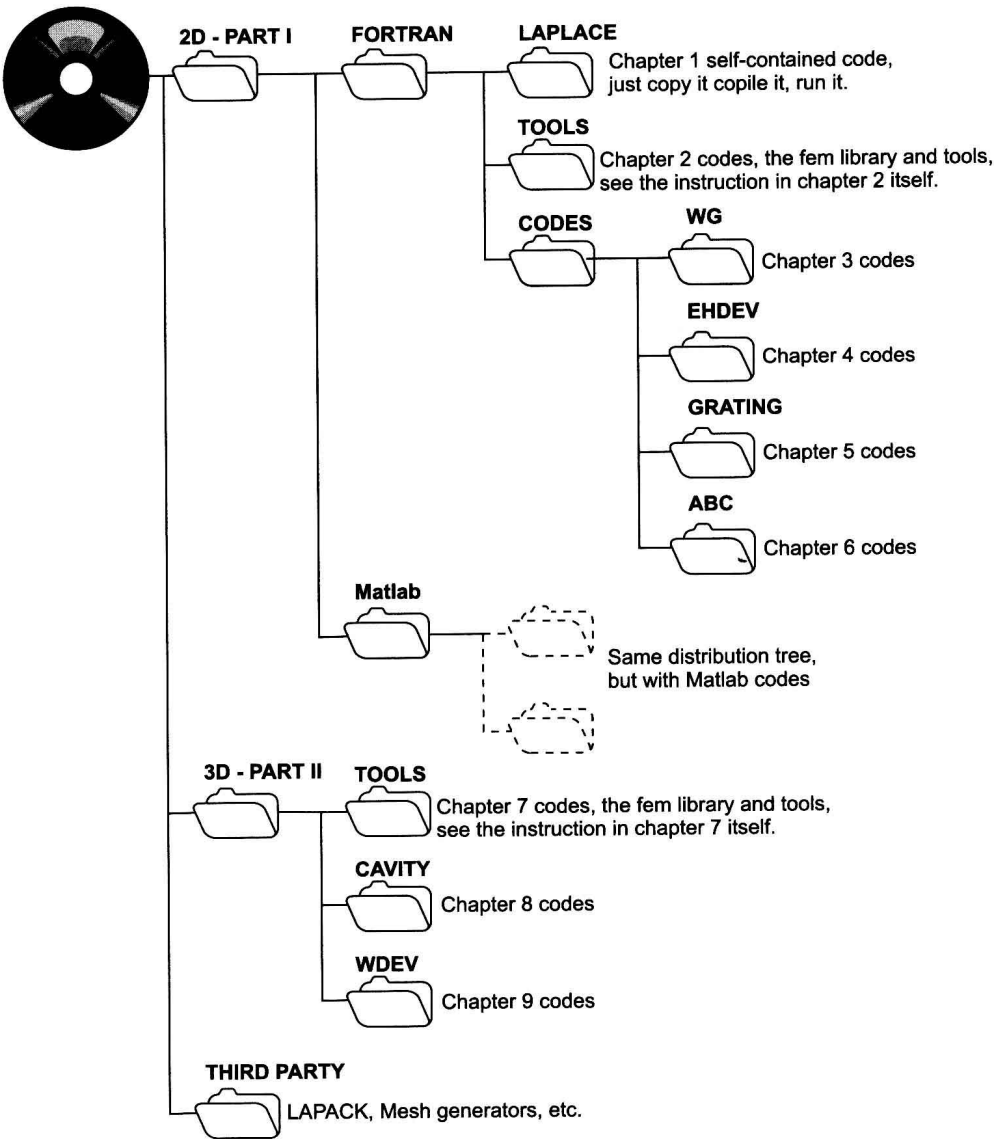 2D - PART I
FORTRAN
LAPLACE
Chapter 1 self-contained code,
just copy it copile it, run it.
TOOLS
Chapter 2 codes, the fem library and tools,
see the instruction in chapter 2 itself.
CODES
WG
Chapter 3 codes
EHDEV
Chapter 4 codes
GRATING
Chapter 5 codes
ABC
Chapter 6 codes
Matlab
Same distribution tree,
but with Matlab codes
3D - PART II
TOOLS
Chapter 7 codes, the fem library and tools,
see the instruction in chapter 7 itself.
CAVITY
Chapter 8 codes
WDEV
Chapter 9 codes
THIRD PARTY
LAPACK, Mesh generators, etc.